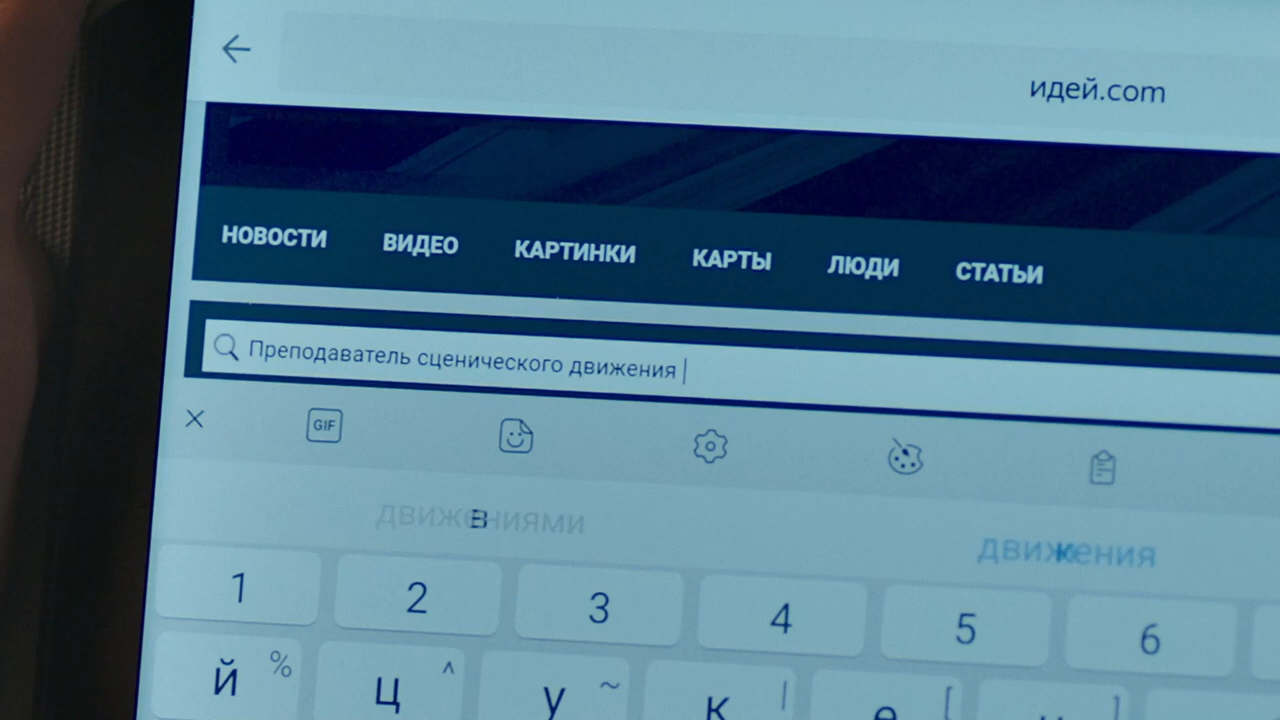 идей.com
НОВОСТИ ВИДЕО КАРТИНКИ КАРТЫ ЛЮДИ СТАТЬИ
Преподаватель сценического движения
GIF
движениями в движения к
1 2 3 4 5 6
й % ц ^ у ~ к | е [ н ]